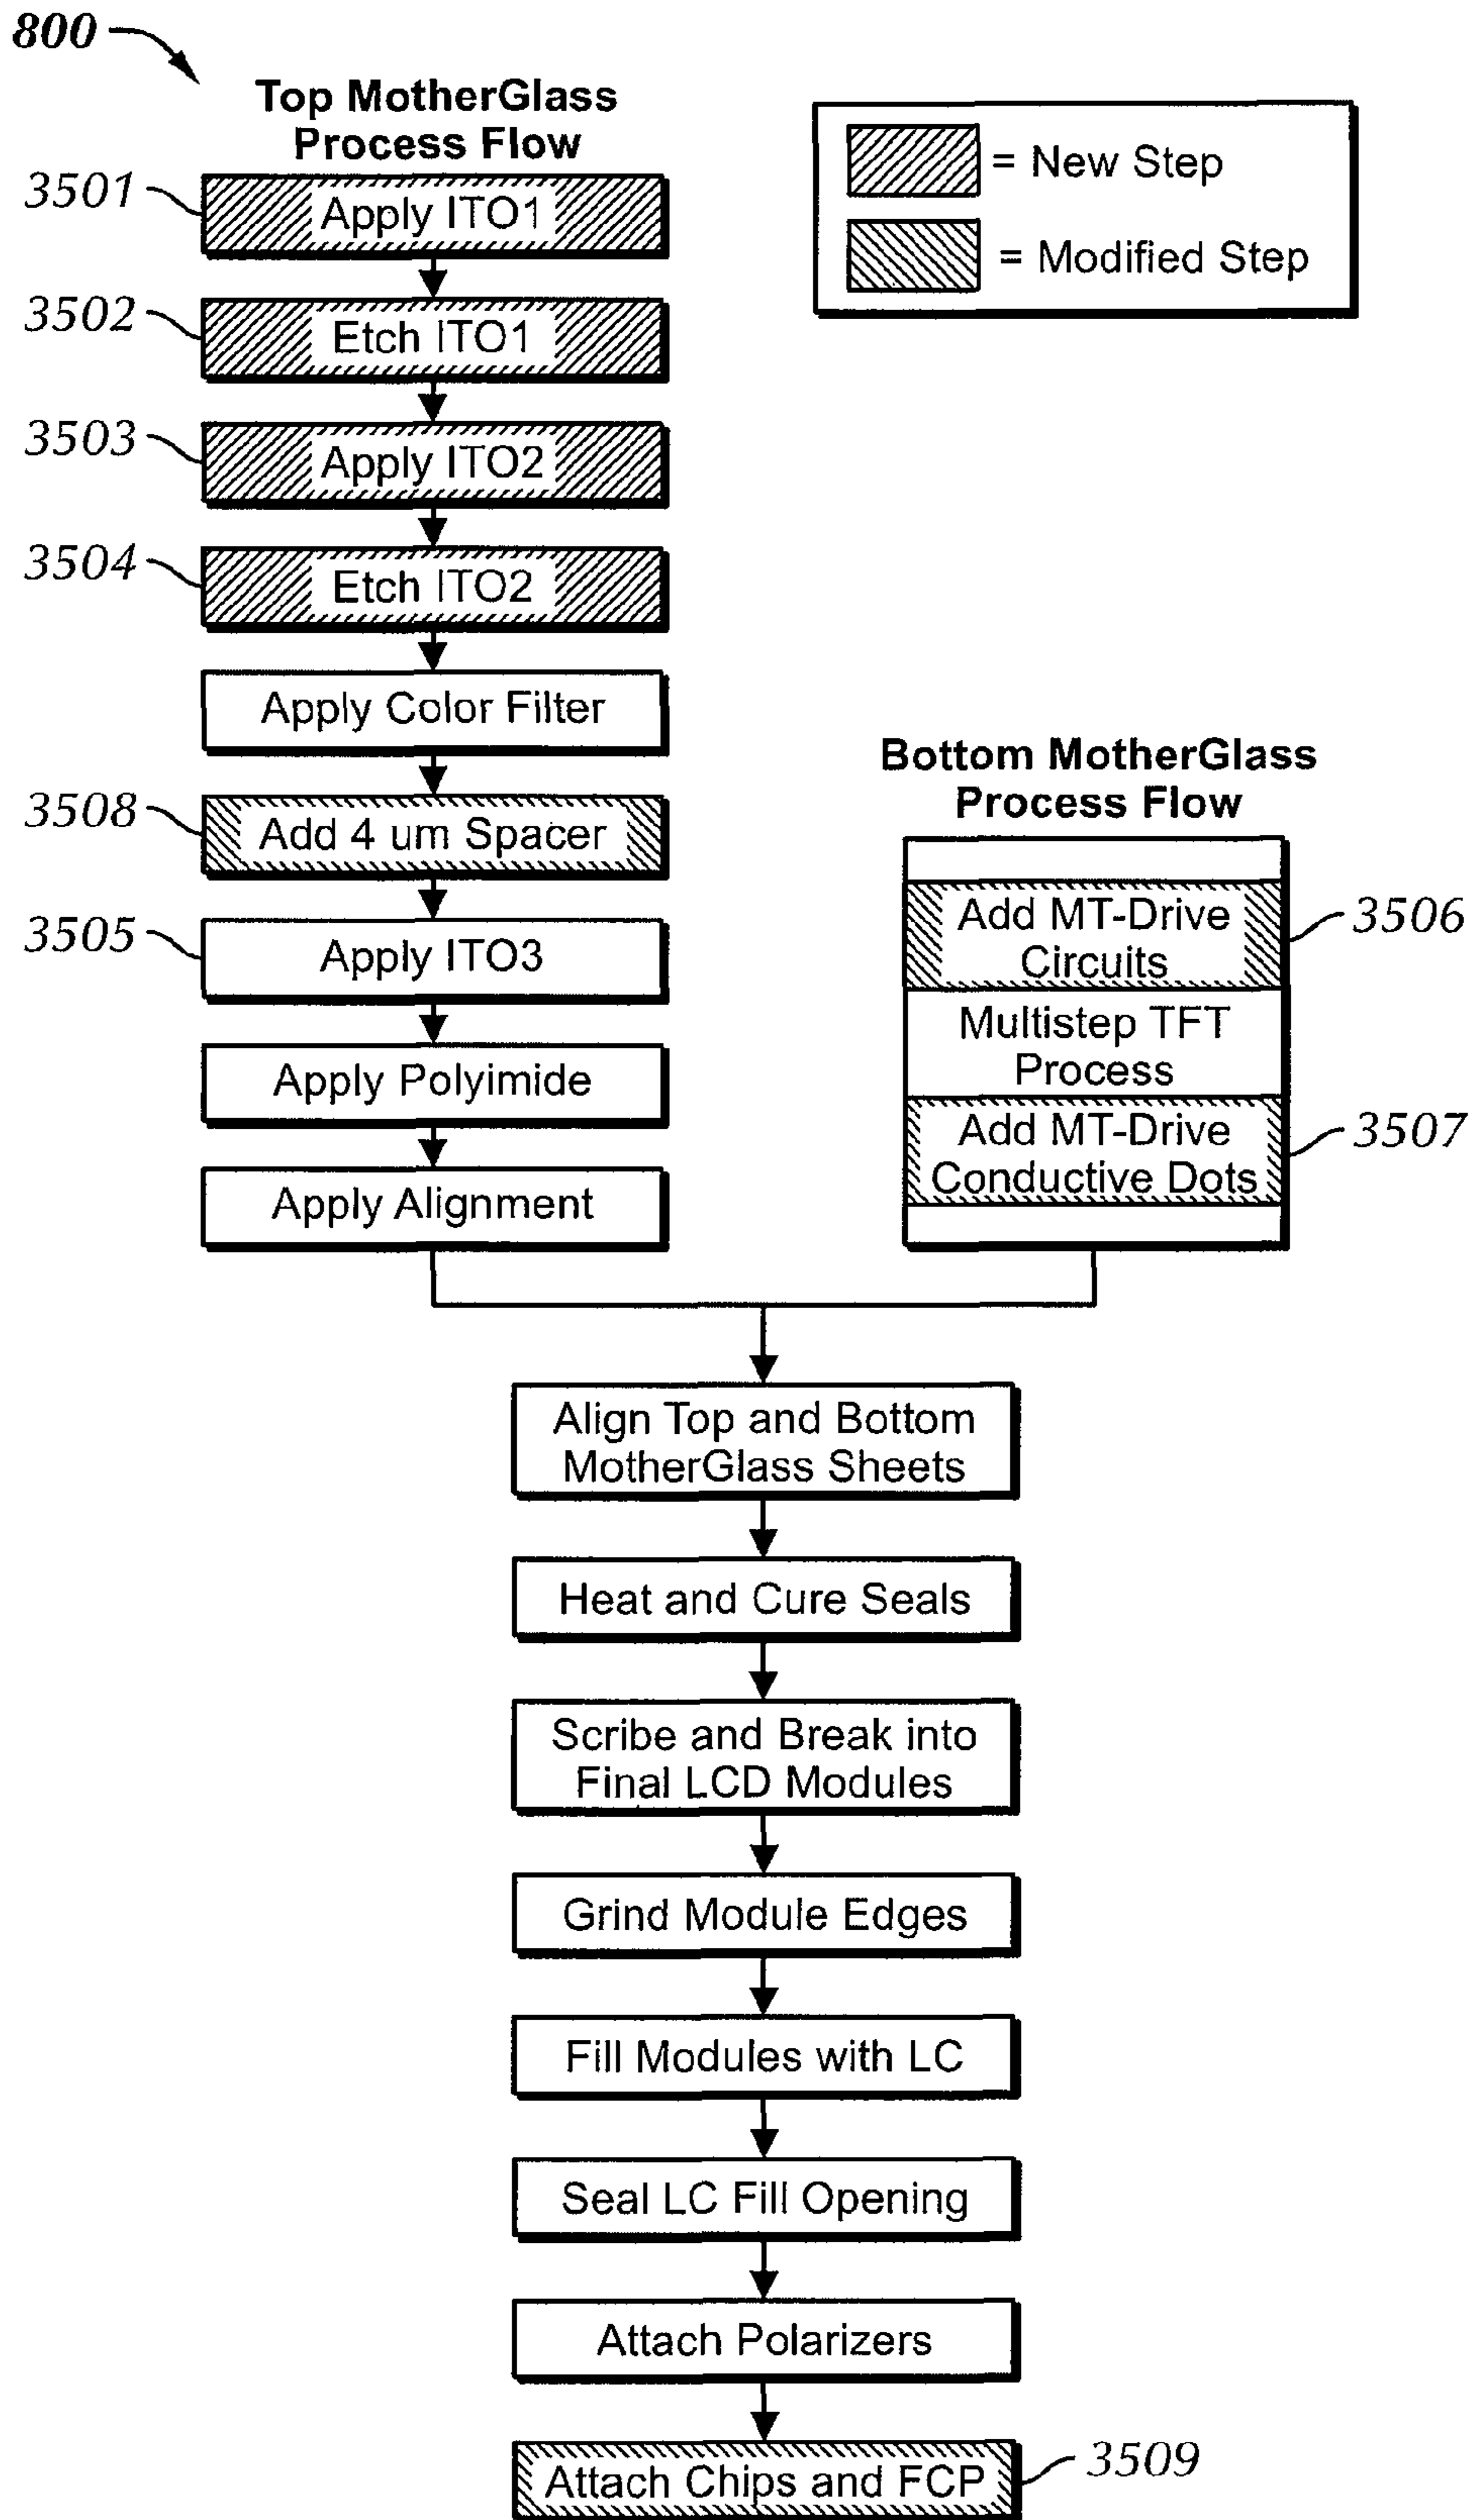 800
Top MotherGlass
Process Flow
= New Step
= Modified Step
3501
Apply ITO1
3502
Etch ITO1
3503
Apply ITO2
3504
Etch ITO2
Apply Color Filter
3508
Add 4 um Spacer
3505
Apply ITO3
Apply Polyimide
Apply Alignment
Bottom MotherGlass
Process Flow
Add MT-Drive
Circuits
3506
Multistep TFT
Process
Add MT-Drive
Conductive Dots
3507
Align Top and Bottom
MotherGlass Sheets
Heat and Cure Seals
Scribe and Break into
Final LCD Modules
Grind Module Edges
Fill Modules with LC
Seal LC Fill Opening
Attach Polarizers
Attach Chips and FCP
3509